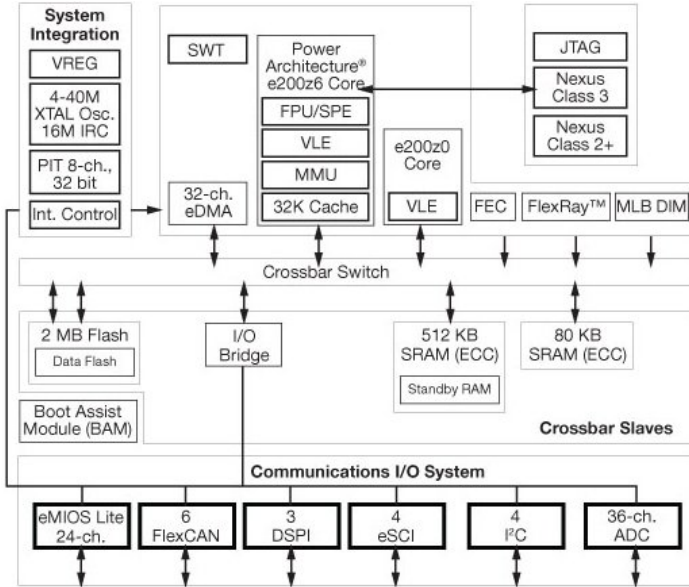 System
Integration
VREG
4-40M
XTAL Osc.
16M IRC
PIT 8-ch.,
32 bit
Int. Control
SWT
32-ch.
eDMA
Power
Architecture®
e200z6 Core
FPU/SPE
VLE
MMU
32K Cache
e200z0
Core
VLE
JTAG
Nexus
Class 3
Nexus
Class 2+
FEC
FlexRay™
MLB DIM
Crossbar Switch
2 MB Flash
Data Flash
I/O
Bridge
512 KB
SRAM (ECC)
Standby RAM
80 KB
SRAM (ECC)
Boot Assist
Module (BAM)
Crossbar Slaves
Communications I/O System
eMIOS Lite
24-ch.
6
FlexCAN
3
DSPI
4
eSCI
4
I²C
36-ch.
ADC